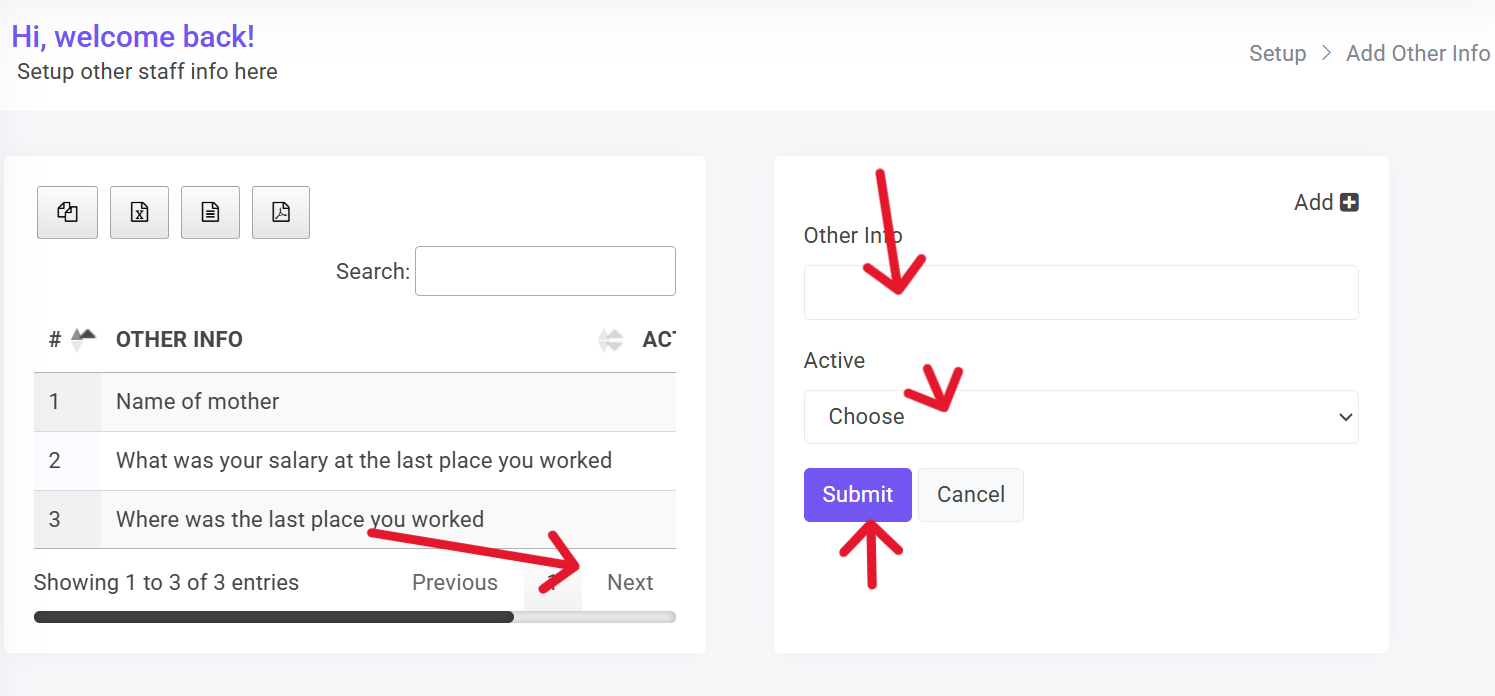 Hi, welcome back!
Setup other staff info here
Setup > Add Other Info
Search:
# OTHER INFO ACT
1 Name of mother
2 What was your salary at the last place you worked
3 Where was the last place you worked
Showing 1 to 3 of 3 entries Previous 1 Next
Add
Other Info
Active
Choose
Submit Cancel